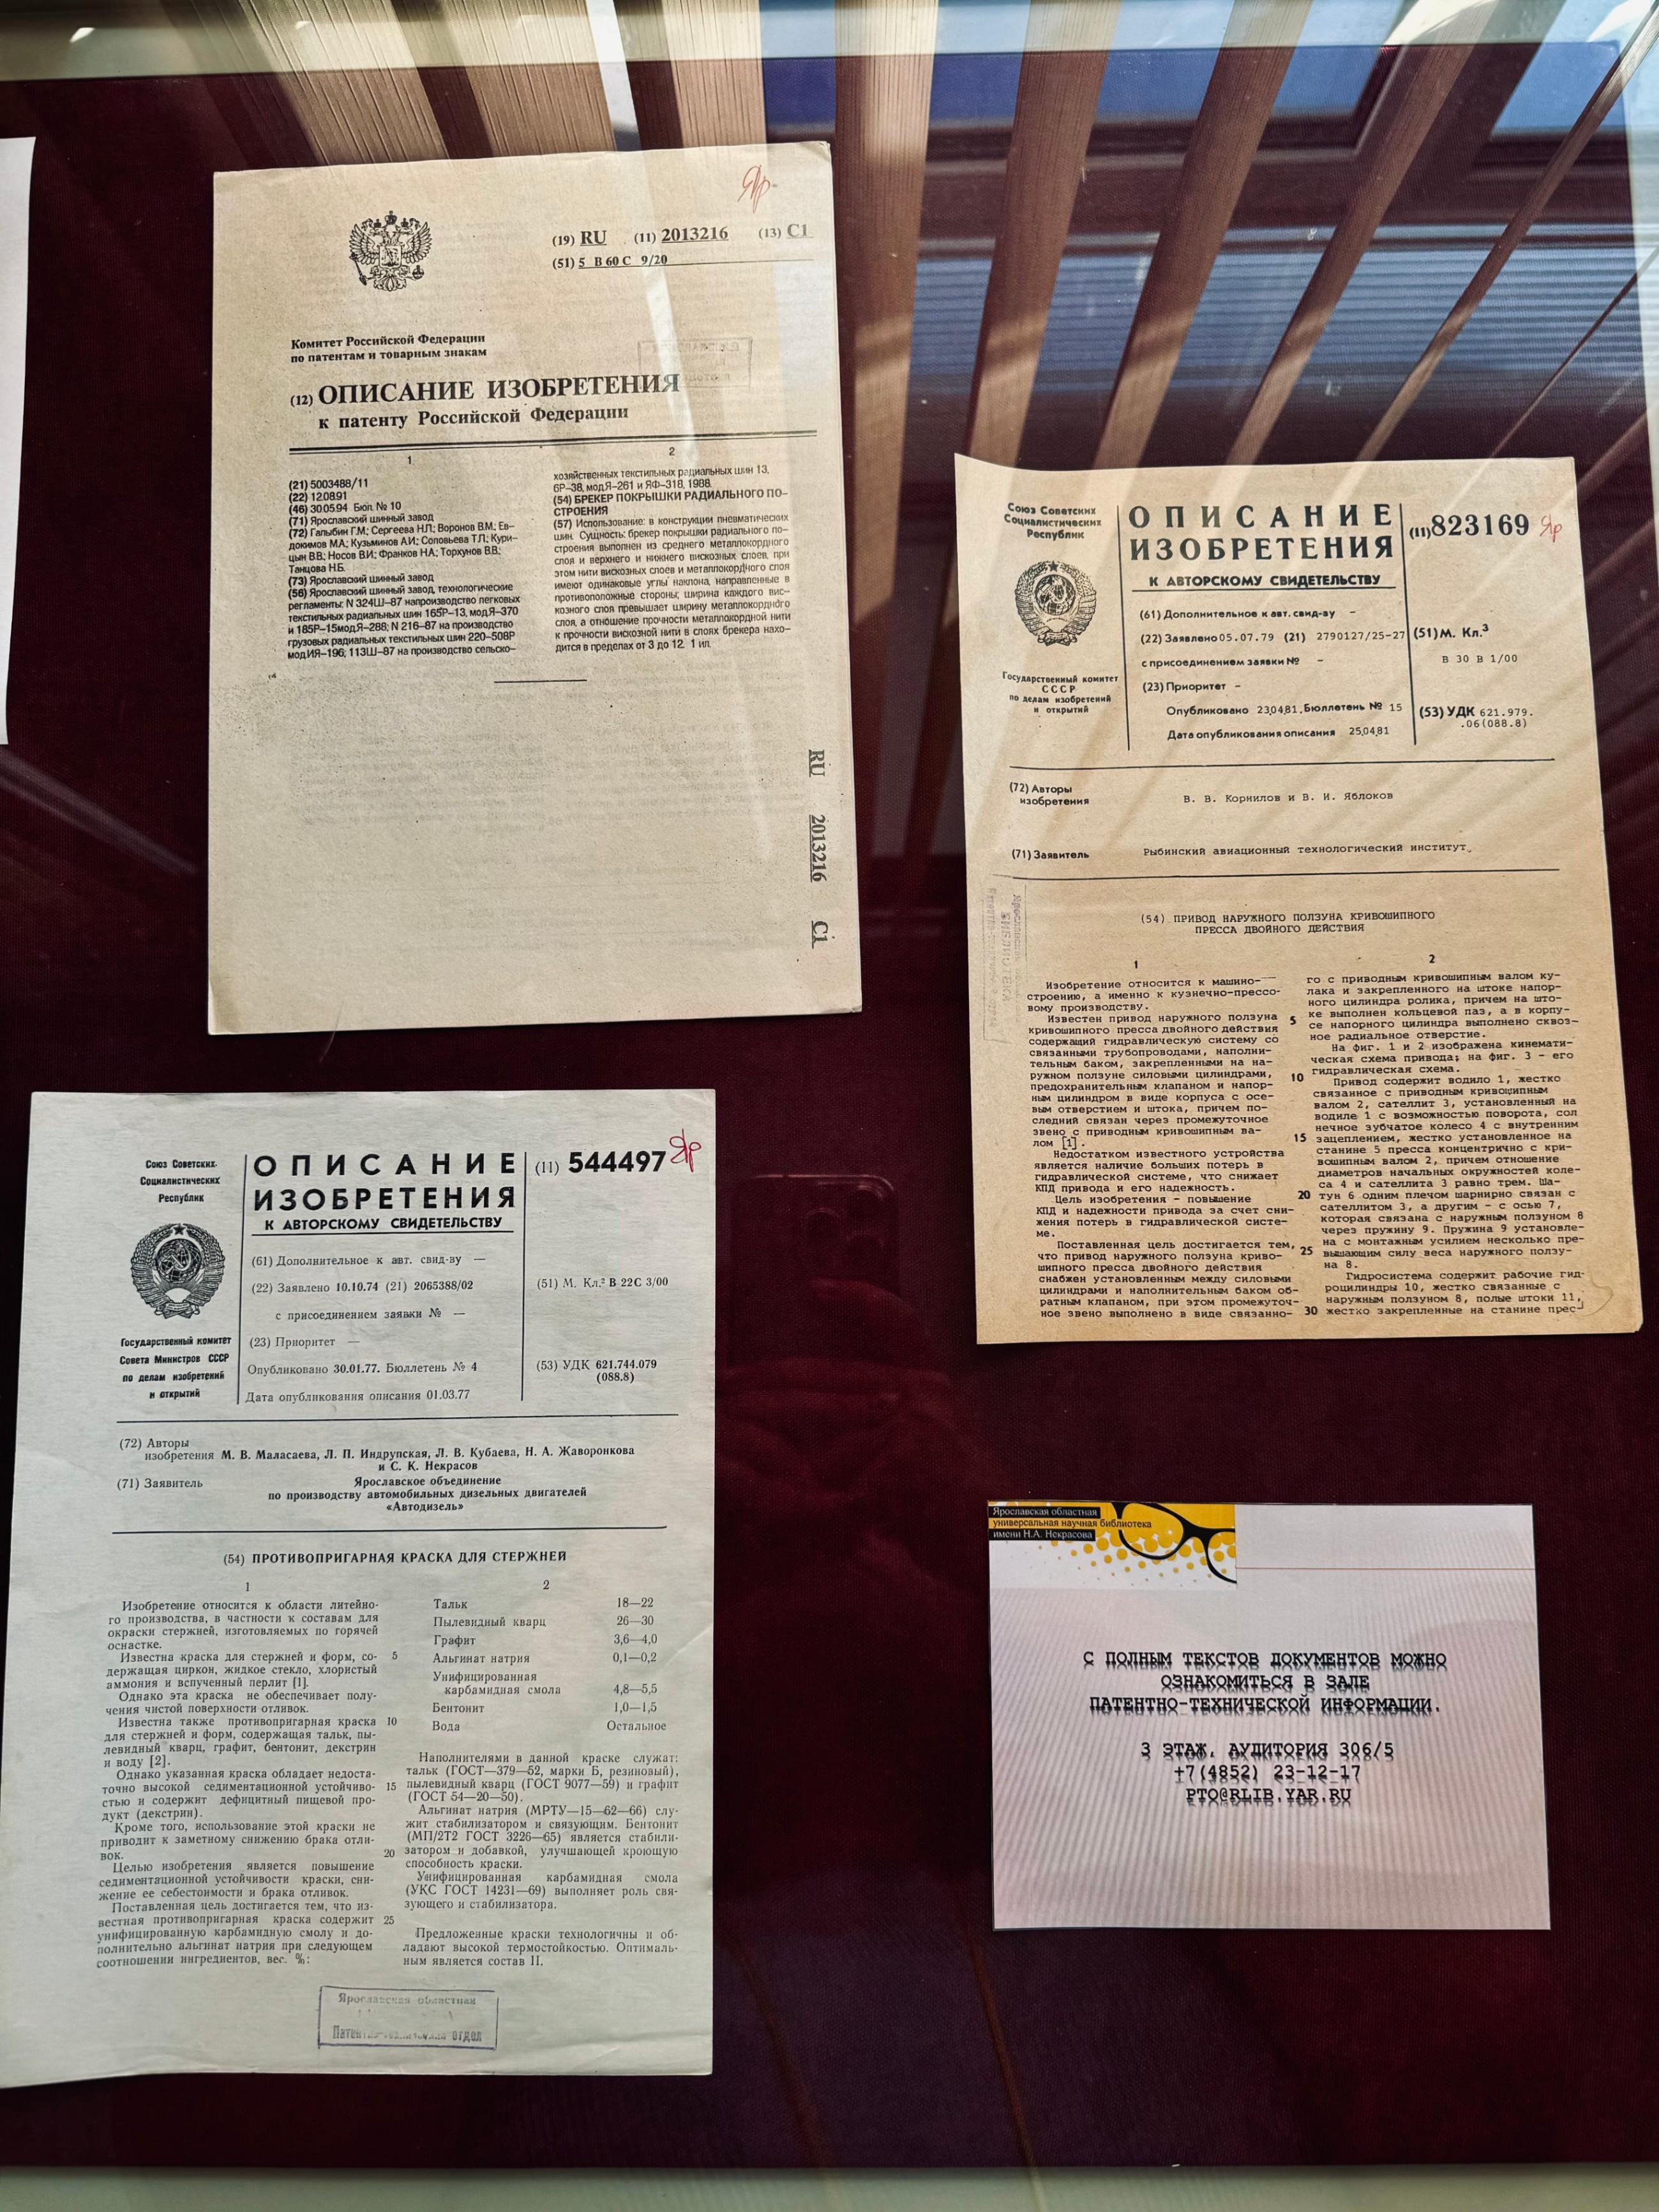 Яр
(19) RU (11) 2013216 (13) C1
(51) 5 B 60 C 9/20
Комитет Российской Федерации
по патентам и товарным знакам
(12) ОПИСАНИЕ ИЗОБРЕТЕНИЯ
к патенту Российской Федерации
1
(21) 5003488/11
(22) 12.08.91
(46) 30.05.94 Бюл. № 10
(71) Ярославский шинный завод
(72) Галыбин Г.М.; Сергеева Н.Л.; Воронов В.М.; Ев-
докимов М.А.; Кузьминов А.И.; Соловьева Т.Л.; Кури-
цын В.В.; Носов В.И.; Франков Н.А.; Торхунов В.В.;
Танцова Н.Б.
(73) Ярославский шинный завод
(56) Ярославский шинный завод, технологические
регламенты: N 324Ш-87 напроизводство легковых
текстильных радиальных шин 165Р-13, мод.Я-370
и 185Р-15мод.Я-288; N 216-87 на производство
грузовых радиальных текстильных шин 220-508Р
мод.ИЯ-196; 113Ш-87 на производство сельско-
2
хозяйственных текстильных радиальных шин 13,
6Р-38, мод.Я-261 и ЯФ-318, 1988.
(54) БРЕКЕР ПОКРЫШКИ РАДИАЛЬНОГО ПО-
СТРОЕНИЯ
(57) Использование: в конструкции пневматических
шин. Сущность: брекер покрышки радиального по-
строения выполнен из среднего металлокордного
слоя и верхнего и нижнего вискозных слоев, при
этом нити вискозных слоев и металлокордного слоя
имеют одинаковые углы наклона, направленные в
противоположные стороны; ширина каждого вис-
козного слоя превышает ширину металлокордного
слоя, а отношение прочности металлокордной нити
к прочности вискозной нити в слоях брекера нахо-
дится в пределах от 3 до 12. 1 ил.
RU 2013216 C1
Союз Советских
Социалистических
Республик
Государственный комитет
СССР
по делам изобретений
и открытий
ОПИСАНИЕ
ИЗОБРЕТЕНИЯ
К АВТОРСКОМУ СВИДЕТЕЛЬСТВУ
(11) 823169 Яр
(61) Дополнительное к авт. свид-ву -
(22) Заявлено 05.07.79 (21) 2790127/25-27
с присоединением заявки № -
(23) Приоритет -
Опубликовано 23.04.81. Бюллетень № 15
Дата опубликования описания 25.04.81
(51) М. Кл.³
В 30 В 1/00
(53) УДК 621.979.
.06(088.8)
(72) Авторы
изобретения
В. В. Корнилов и В. И. Яблоков
(71) Заявитель
Рыбинский авиационный технологический институт
(54) ПРИВОД НАРУЖНОГО ПОЛЗУНА КРИВОШИПНОГО
ПРЕССА ДВОЙНОГО ДЕЙСТВИЯ
1
Изобретение относится к машино-
строению, а именно к кузнечно-прессо-
вому производству.
Известен привод наружного ползуна
кривошипного пресса двойного действия
содержащий гидравлическую систему со
связанными трубопроводами, наполни-
тельным баком, закрепленными на на-
ружном ползуне силовыми цилиндрами,
предохранительным клапаном и напор-
ным цилиндром в виде корпуса с осе-
вым отверстием и штока, причем по-
следний связан через промежуточное
звено с приводным кривошипным ва-
лом [1].
Недостатком известного устройства
является наличие больших потерь в
гидравлической системе, что снижает
КПД привода и его надежность.
Цель изобретения - повышение
КПД и надежности привода за счет сни-
жения потерь в гидравлической систе-
ме.
Поставленная цель достигается тем,
что привод наружного ползуна криво-
шипного пресса двойного действия
снабжен установленным между силовыми
цилиндрами и наполнительным баком об-
ратным клапаном, при этом промежуточ-
ное звено выполнено в виде связанно-
5
10
15
20
25
30
2
го с приводным кривошипным валом ку-
лака и закрепленного на штоке напор-
ного цилиндра ролика, причем на што-
ке выполнен кольцевой паз, а в корпу-
се напорного цилиндра выполнено сквоз-
ное радиальное отверстие.
На фиг. 1 и 2 изображена кинемати-
ческая схема привода; на фиг. 3 - его
гидравлическая схема.
Привод содержит водило 1, жестко
связанное с приводным кривошипным
валом 2, сателлит 3, установленный на
водиле 1 с возможностью поворота, сол
нечное зубчатое колесо 4 с внутренним
зацеплением, жестко установленное на
станине 5 пресса концентрично с кри-
вошипным валом 2, причем отношение
диаметров начальных окружностей коле-
са 4 и сателлита 3 равно трем. Ша-
тун 6 одним плечом шарнирно связан с
сателлитом 3, а другим - с осью 7,
которая связана с наружным ползуном 8
через пружину 9. Пружина 9 установле-
на с монтажным усилием несколько пре-
вышающим силу веса наружного ползу-
на 8.
Гидросистема содержит рабочие гид-
роцилиндры 10, жестко связанные с
наружным ползуном 8, полые штоки 11,
жестко закрепленные на станине прес-
Союз Советских
Социалистических
Республик
Государственный комитет
Совета Министров СССР
по делам изобретений
и открытий
ОПИСАНИЕ
ИЗОБРЕТЕНИЯ
К АВТОРСКОМУ СВИДЕТЕЛЬСТВУ
(11) 544497 Яр
(61) Дополнительное к авт. свид-ву —
(22) Заявлено 10.10.74 (21) 2065388/02
с присоединением заявки № —
(23) Приоритет —
Опубликовано 30.01.77. Бюллетень № 4
Дата опубликования описания 01.03.77
(51) М. Кл.² В 22С 3/00
(53) УДК 621.744.079
(088.8)
(72) Авторы
изобретения М. В. Маласаева, Л. П. Индрупская, Л. В. Кубаева, Н. А. Жаворонкова
и С. К. Некрасов
(71) Заявитель Ярославское объединение
по производству автомобильных дизельных двигателей
«Автодизель»
(54) ПРОТИВОПРИГАРНАЯ КРАСКА ДЛЯ СТЕРЖНЕЙ
1
Изобретение относится к области литейно-
го производства, в частности к составам для
окраски стержней, изготовляемых по горячей
оснастке.
Известна краска для стержней и форм, со-
держащая циркон, жидкое стекло, хлористый
аммония и вспученный перлит [1].
Однако эта краска не обеспечивает полу-
чения чистой поверхности отливок.
Известна также противопригарная краска
для стержней и форм, содержащая тальк, пы-
левидный кварц, графит, бентонит, декстрин
и воду [2].
Однако указанная краска обладает недоста-
точно высокой седиментационной устойчиво-
стью и содержит дефицитный пищевой про-
дукт (декстрин).
Кроме того, использование этой краски не
приводит к заметному снижению брака отли-
вок.
Целью изобретения является повышение
седиментационной устойчивости краски, сни-
жение ее себестоимости и брака отливок.
Поставленная цель достигается тем, что из-
вестная противопригарная краска содержит
унифицированную карбамидную смолу и до-
полнительно альгинат натрия при следующем
соотношении ингредиентов, вес. %:
5
10
15
20
25
2
Тальк 18—22
Пылевидный кварц 26—30
Графит 3,6—4,0
Альгинат натрия 0,1—0,2
Унифицированная
карбамидная смола 4,8—5,5
Бентонит 1,0—1,5
Вода Остальное
Наполнителями в данной краске служат:
тальк (ГОСТ—379—52, марки Б, резиновый),
пылевидный кварц (ГОСТ 9077—59) и графит
(ГОСТ 54—20—50).
Альгинат натрия (МРТУ—15—62—66) слу-
жит стабилизатором и связующим. Бентонит
(МП/2Т2 ГОСТ 3226—65) является стабили-
затором и добавкой, улучшающей кроющую
способность краски.
Унифицированная карбамидная смола
(УКС ГОСТ 14231—69) выполняет роль свя-
зующего и стабилизатора.
Предложенные краски технологичны и об-
ладают высокой термостойкостью. Оптималь-
ным является состав II.
Ярославская областная
Патентно-технический отдел
Ярославская областная
универсальная научная библиотека
имени Н.А. Некрасова
С ПОЛНЫМ ТЕКСТОВ ДОКУМЕНТОВ МОЖНО
ОЗНАКОМИТЬСЯ В ЗАЛЕ
ПАТЕНТНО-ТЕХНИЧЕСКОЙ ИНФОРМАЦИИ.
3 ЭТАЖ, АУДИТОРИЯ 306/5
+7(4852) 23-12-17
PTO@RLIB.YAR.RU